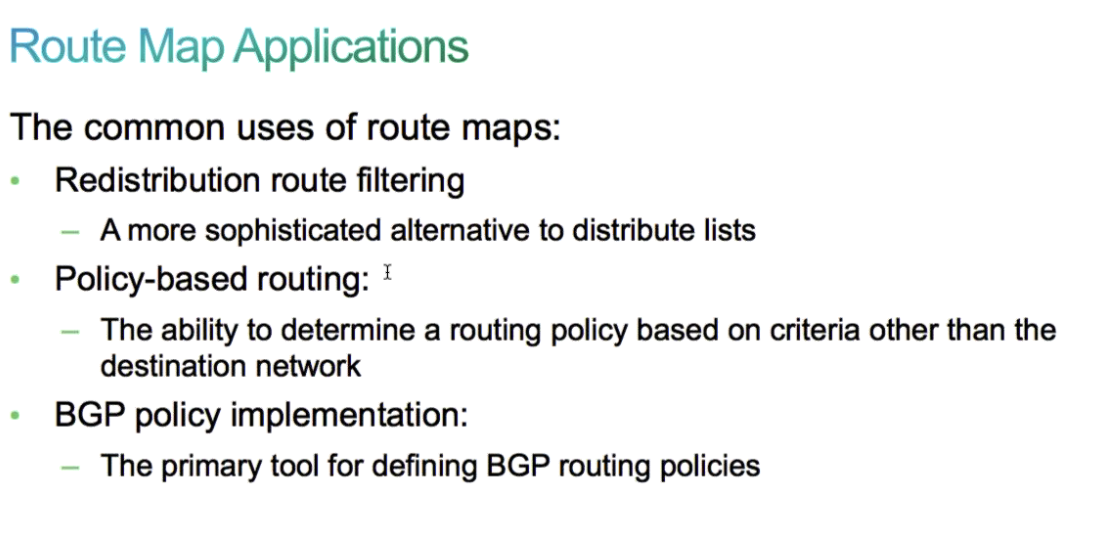 Route Map Applications
The common uses of route maps:
• Redistribution route filtering
– A more sophisticated alternative to distribute lists
• Policy-based routing:
– The ability to determine a routing policy based on criteria other than the
destination network
• BGP policy implementation:
– The primary tool for defining BGP routing policies